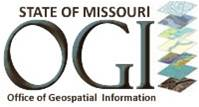 STATE OF MISSOURI
OGI
Office of Geospatial Information